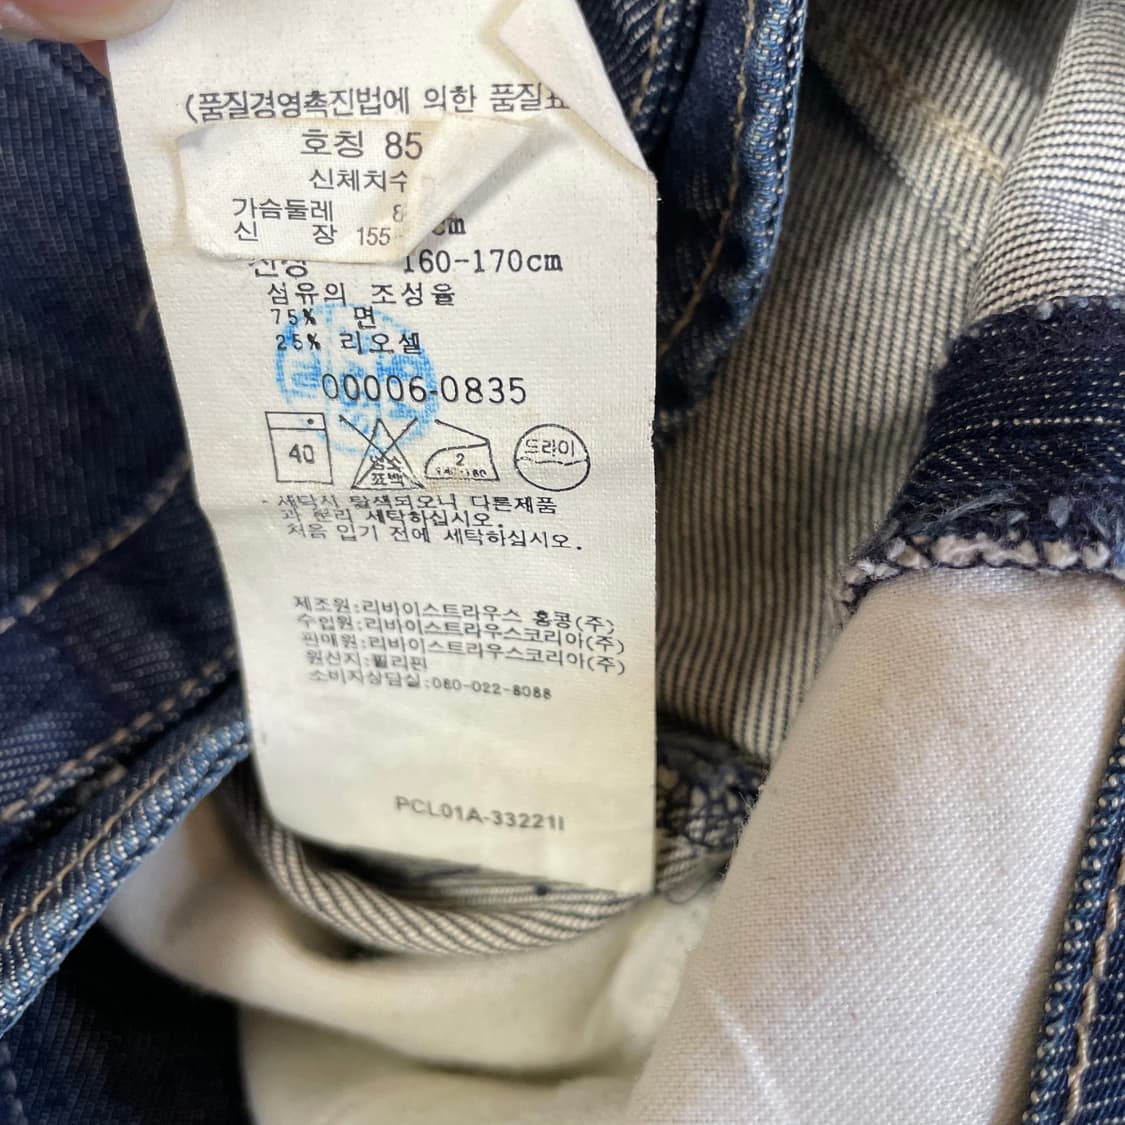 (품질경영촉진법에 의한 품질표
호칭 85
신체치수
가슴둘레 8 cm
신 장 155
신장 160-170cm
섬유의 조성율
75% 면
25% 리오셀
00006-0835
40
염소
표백
2
드라이
세탁시 탈색되오니 다른제품
과 분리 세탁하십시오.
처음 입기 전에 세탁하십시오.
제조원:리바이스트라우스 홍콩(주)
수입원:리바이스트라우스코리아(주)
판매원:리바이스트라우스코리아(주)
원산지:필리핀
소비자상담실:080-022-8088
PCL01A-33221I